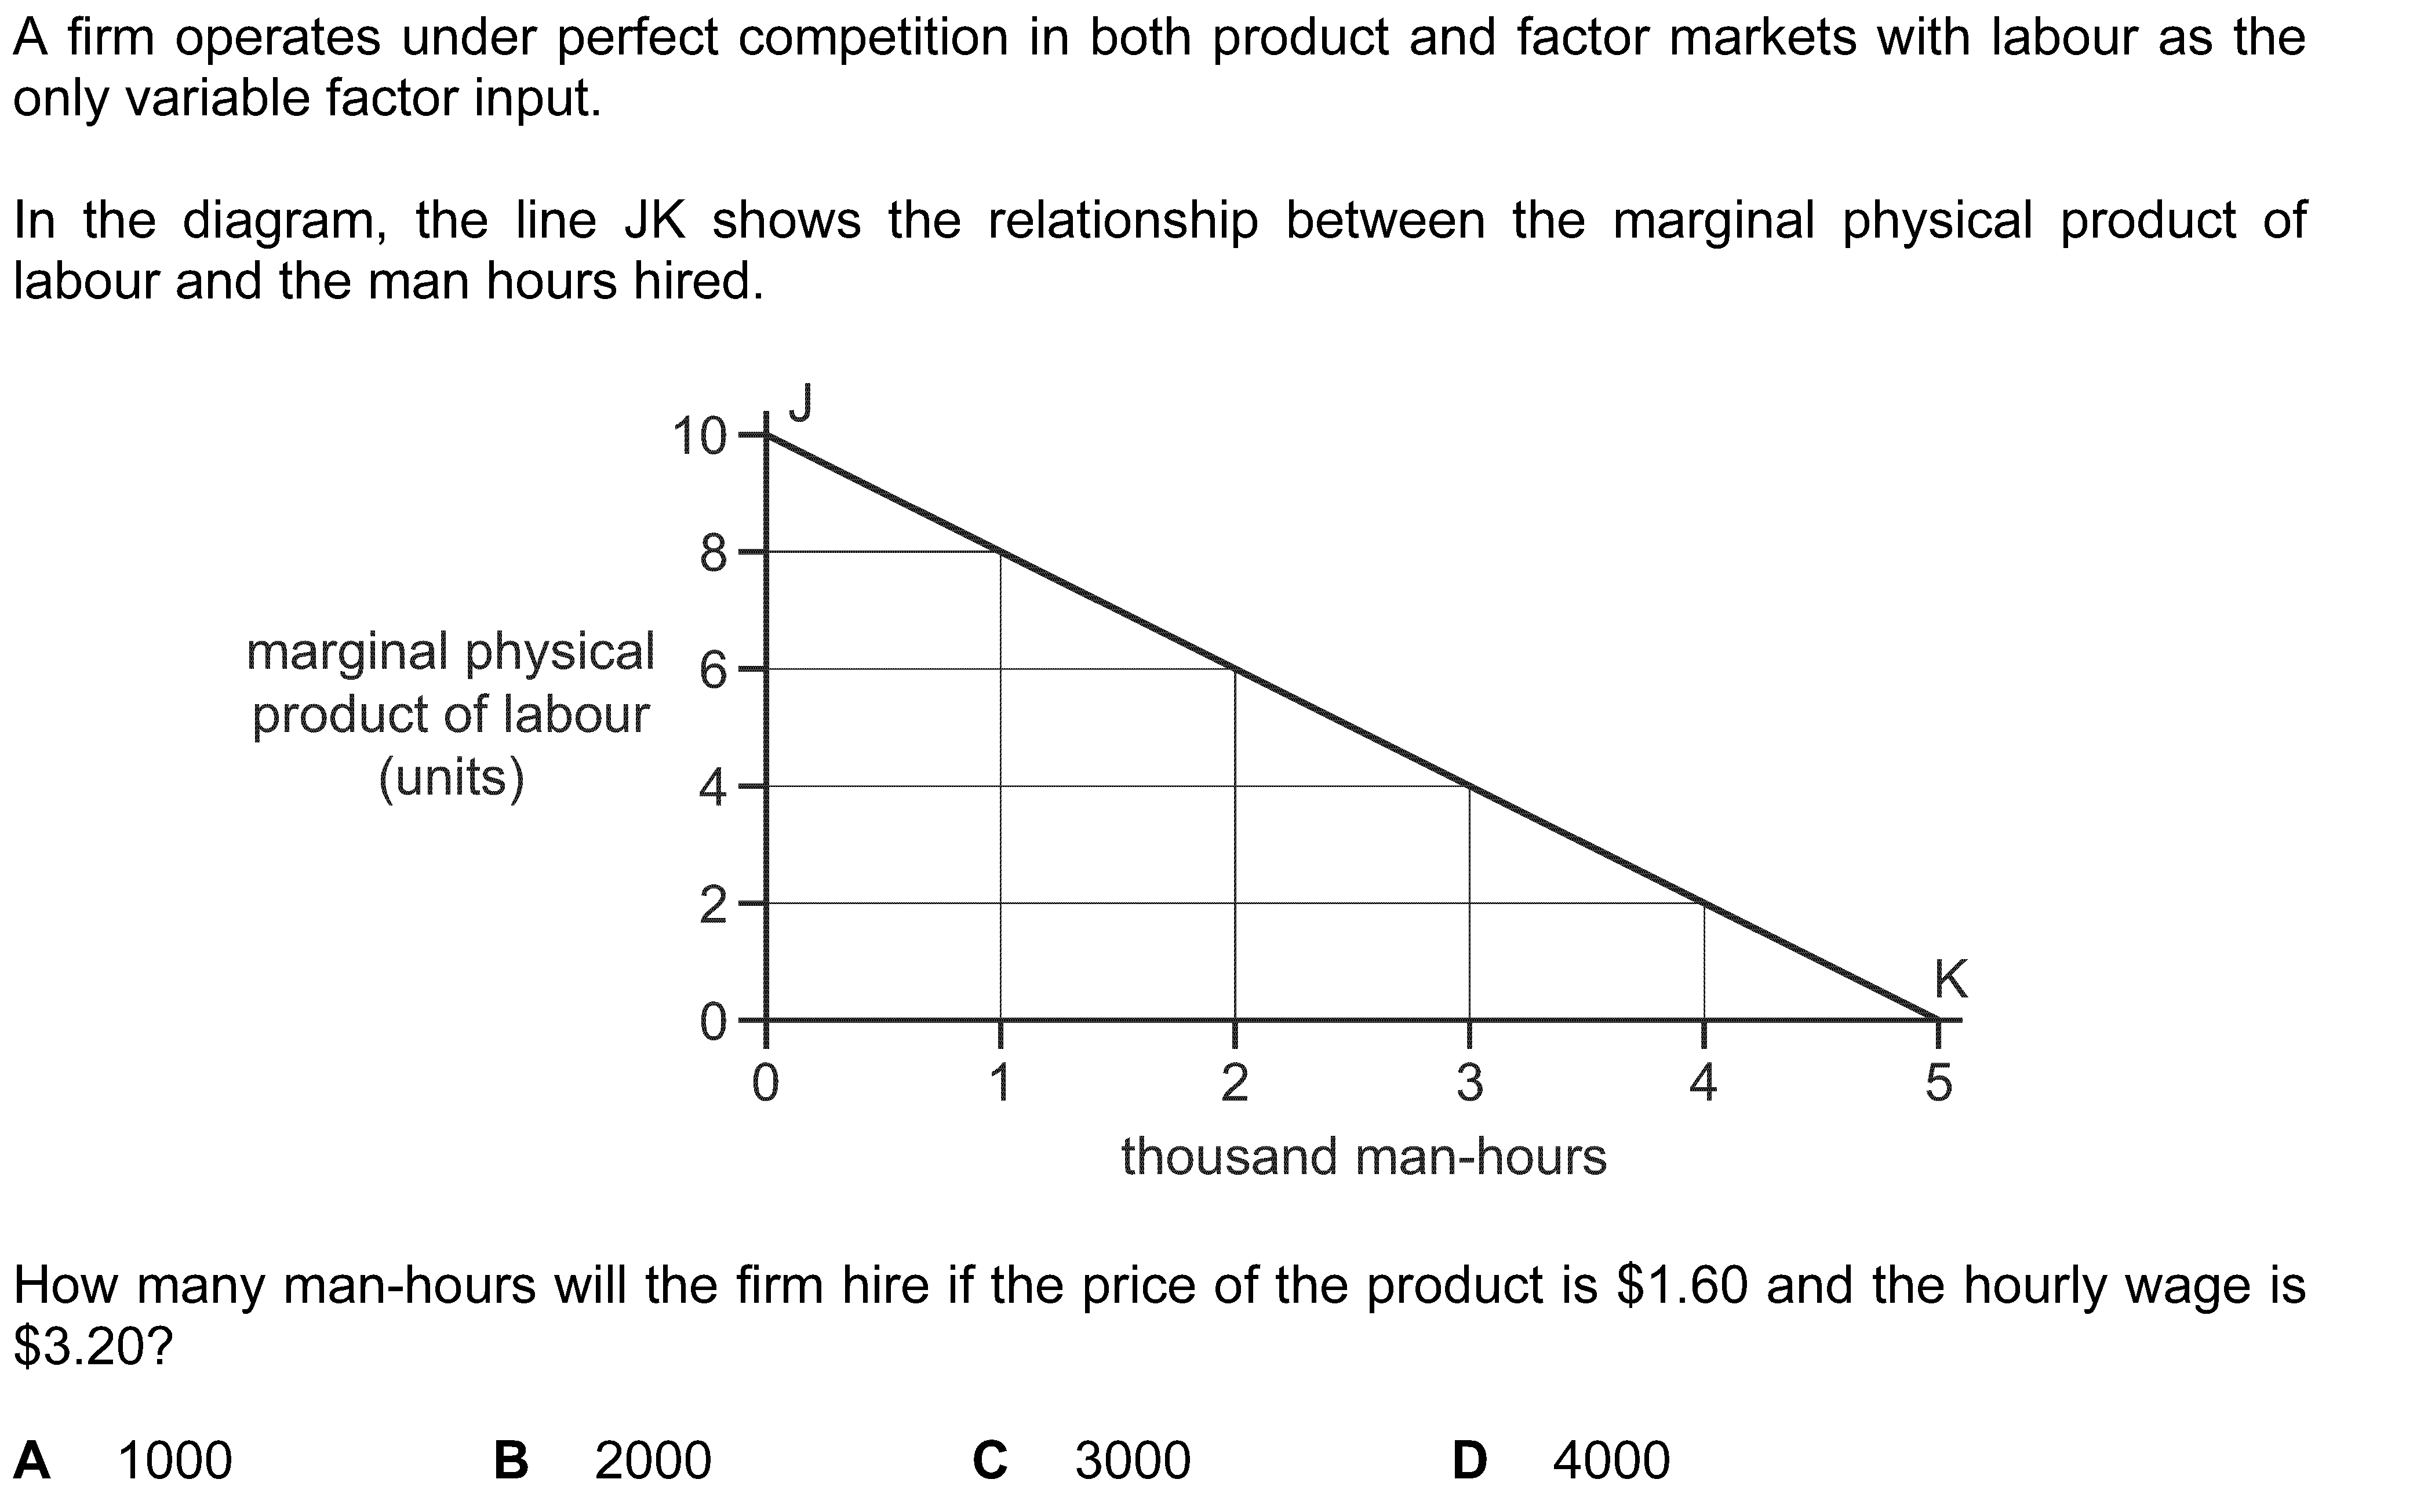 A firm operates under perfect competition in both product and factor markets with labour as the
only variable factor input.
In the diagram, the line JK shows the relationship between the marginal physical product of
labour and the man hours hired.
J
10
8
6
4
2
0
marginal physical
product of labour
(units)
K
0 1 2 3 4 5
thousand man-hours
How many man-hours will the firm hire if the price of the product is $1.60 and the hourly wage is
$3.20?
A 1000 B 2000 C 3000 D 4000